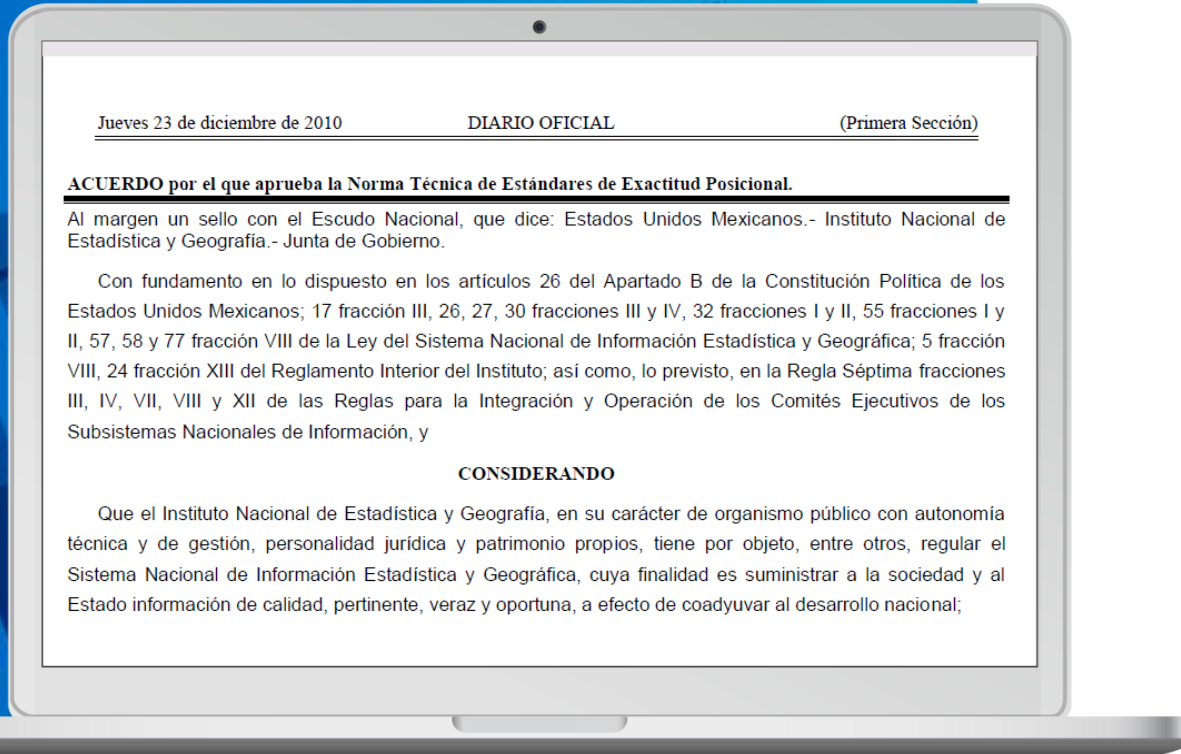 Jueves 23 de diciembre de 2010 DIARIO OFICIAL (Primera Sección)
ACUERDO por el que aprueba la Norma Técnica de Estándares de Exactitud Posicional.
Al margen un sello con el Escudo Nacional, que dice: Estados Unidos Mexicanos.- Instituto Nacional de
Estadística y Geografía.- Junta de Gobierno.
Con fundamento en lo dispuesto en los artículos 26 del Apartado B de la Constitución Política de los
Estados Unidos Mexicanos; 17 fracción III, 26, 27, 30 fracciones III y IV, 32 fracciones I y II, 55 fracciones I y
II, 57, 58 y 77 fracción VIII de la Ley del Sistema Nacional de Información Estadística y Geográfica; 5 fracción
VIII, 24 fracción XIII del Reglamento Interior del Instituto; así como, lo previsto, en la Regla Séptima fracciones
III, IV, VII, VIII y XII de las Reglas para la Integración y Operación de los Comités Ejecutivos de los
Subsistemas Nacionales de Información, y
CONSIDERANDO
Que el Instituto Nacional de Estadística y Geografía, en su carácter de organismo público con autonomía
técnica y de gestión, personalidad jurídica y patrimonio propios, tiene por objeto, entre otros, regular el
Sistema Nacional de Información Estadística y Geográfica, cuya finalidad es suministrar a la sociedad y al
Estado información de calidad, pertinente, veraz y oportuna, a efecto de coadyuvar al desarrollo nacional;